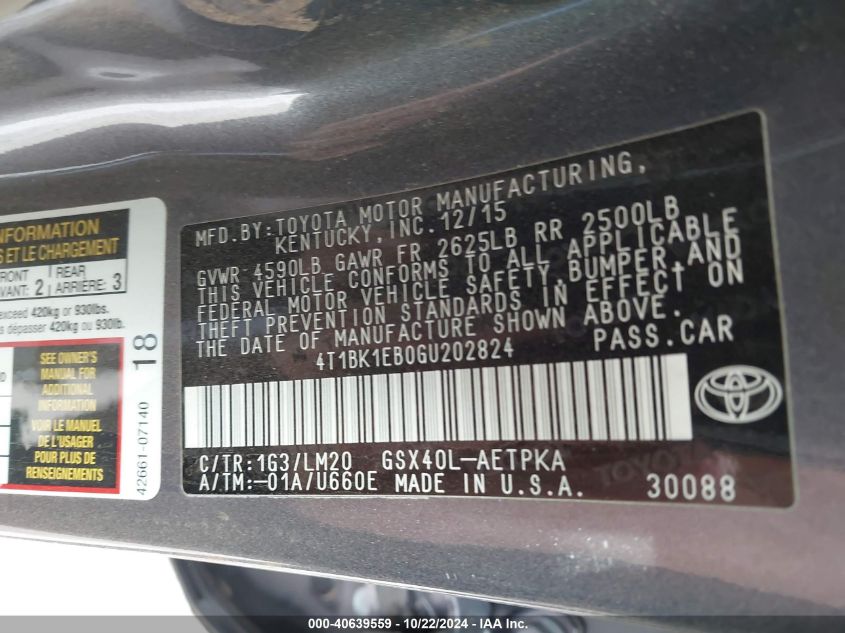 INFORMATION
S ET LE CHARGEMENT
FRONT
AVANT: 2
REAR
ARRIÈRE: 3
exceed 420kg or 930lbs.
s dépasser 420kg ou 930lb.
SEE OWNER'S
MANUAL FOR
ADDITIONAL
INFORMATION
VOIR LE MANUEL
DE L'USAGER
POUR PLUS DE
RENSEIGNEMENTS
18
42661-07140
MFD.BY: TOYOTA MOTOR MANUFACTURING,
KENTUCKY, INC. 12/15
GVWR 4590LB GAWR FR 2625LB RR 2500LB
THIS VEHICLE CONFORMS TO ALL APPLICABLE
FEDERAL MOTOR VEHICLE SAFETY, BUMPER, AND
THEFT PREVENTION STANDARDS IN EFFECT ON
THE DATE OF MANUFACTURE SHOWN ABOVE.
4T1BK1EB0GU202824 PASS.CAR
C/TR: 1G3/LM20 GSX40L-AETPKA
A/TM:-01A/U660E MADE IN U.S.A. 30088
000-40639559 - 10/22/2024 - IAA Inc.